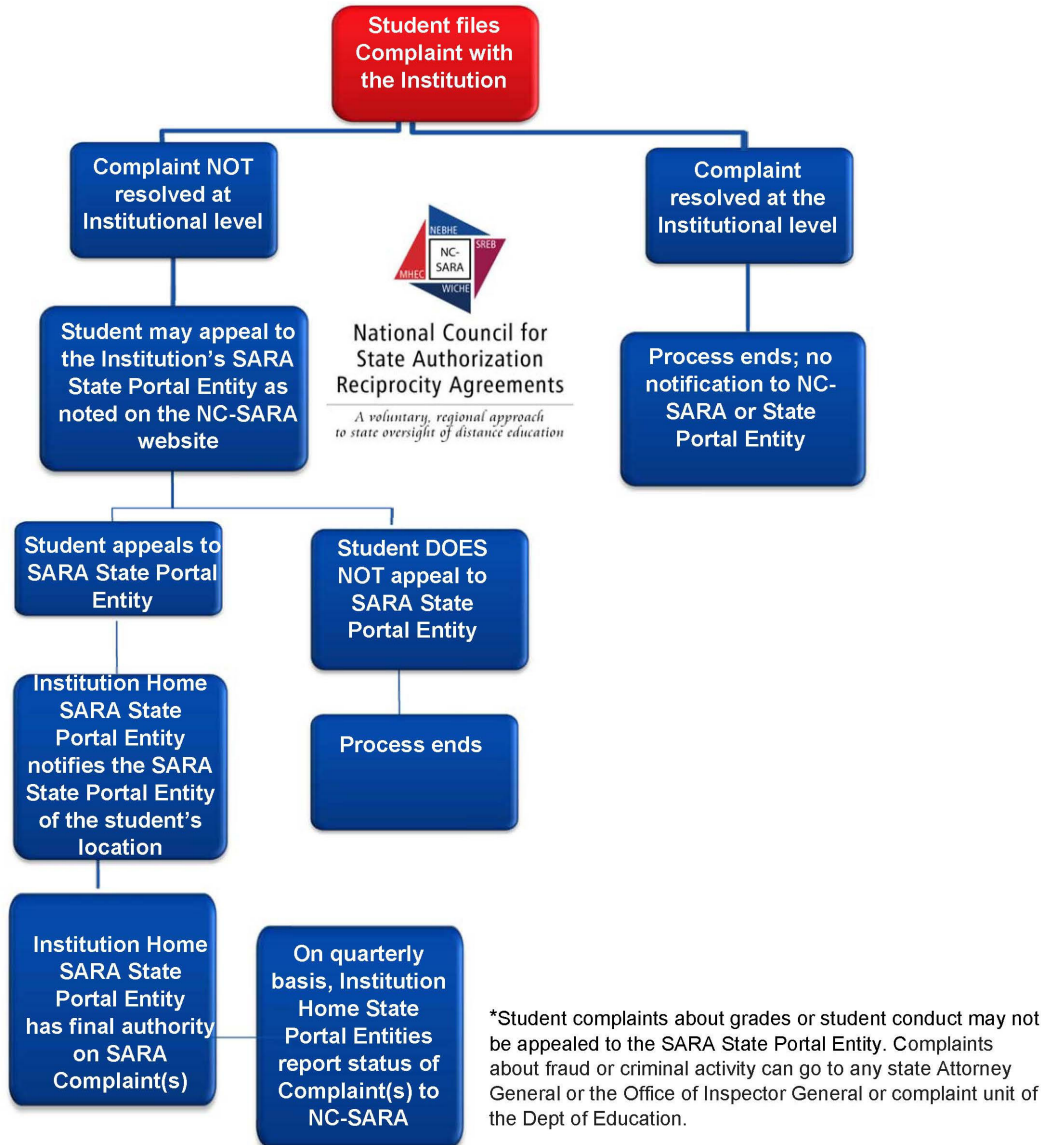 Student files
Complaint with
the Institution
Complaint NOT
resolved at
Institutional level
Complaint
resolved at the
Institutional level
NEBHE
SREB
NC-
SARA
MHEC
WICHE
National Council for
State Authorization
Reciprocity Agreements
A voluntary, regional approach
to state oversight of distance education
Student may appeal to
the Institution’s SARA
State Portal Entity as
noted on the NC-SARA
website
Process ends; no
notification to NC-
SARA or State
Portal Entity
Student appeals to
SARA State Portal
Entity
Student DOES
NOT appeal to
SARA State
Portal Entity
Institution Home
SARA State
Portal Entity
notifies the SARA
State Portal Entity
of the student’s
location
Process ends
Institution Home
SARA State
Portal Entity
has final authority
on SARA
Complaint(s)
On quarterly
basis, Institution
Home State
Portal Entities
report status of
Complaint(s) to
NC-SARA
*Student complaints about grades or student conduct may not
be appealed to the SARA State Portal Entity. Complaints
about fraud or criminal activity can go to any state Attorney
General or the Office of Inspector General or complaint unit of
the Dept of Education.